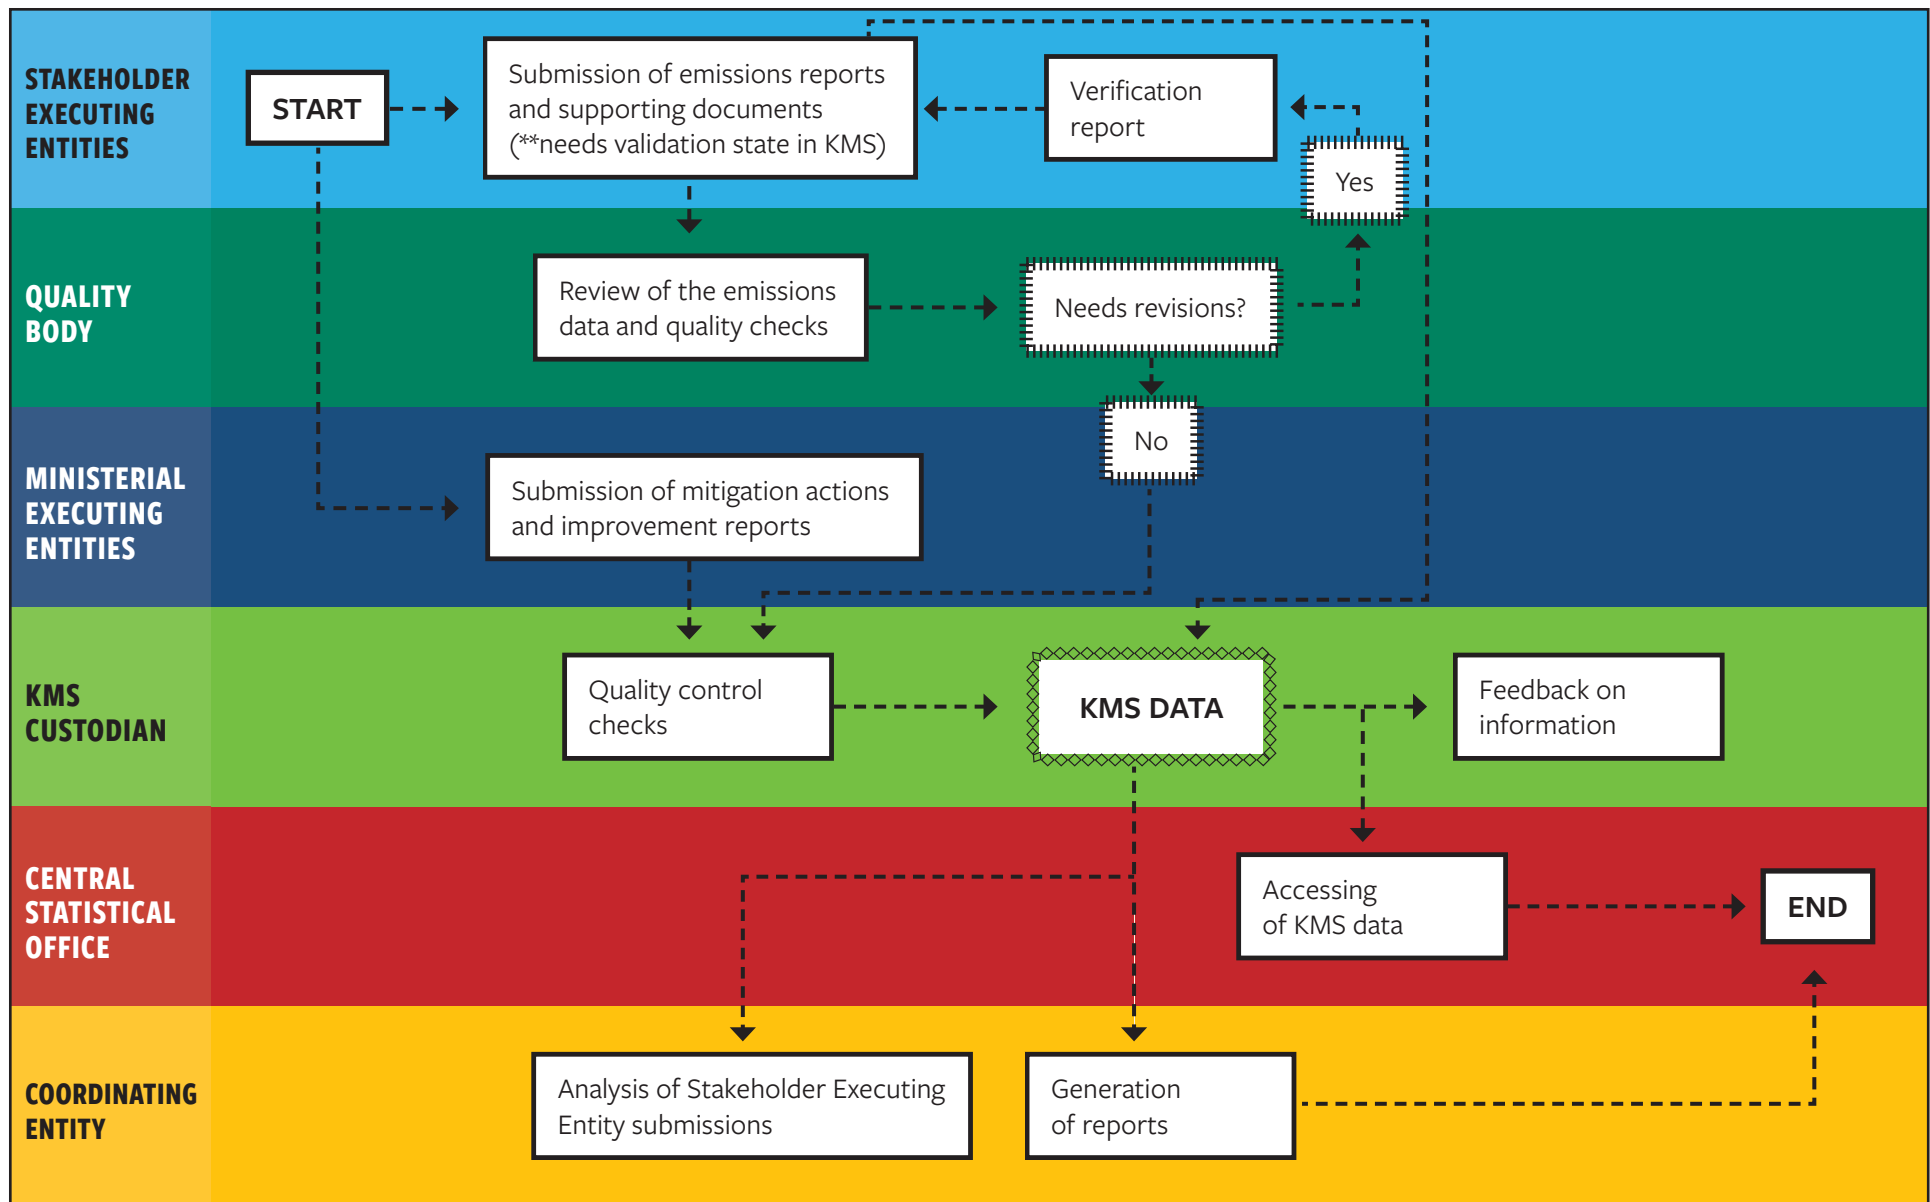 STAKEHOLDER
EXECUTING
ENTITIES
START
Submission of emissions reports
and supporting documents
(**needs validation state in KMS)
Verification
report
Yes
QUALITY
BODY
Review of the emissions
data and quality checks
Needs revisions?
No
MINISTERIAL
EXECUTING
ENTITIES
Submission of mitigation actions
and improvement reports
KMS
CUSTODIAN
Quality control
checks
KMS DATA
Feedback on
information
CENTRAL
STATISTICAL
OFFICE
Accessing
of KMS data
END
COORDINATING
ENTITY
Analysis of Stakeholder Executing
Entity submissions
Generation
of reports